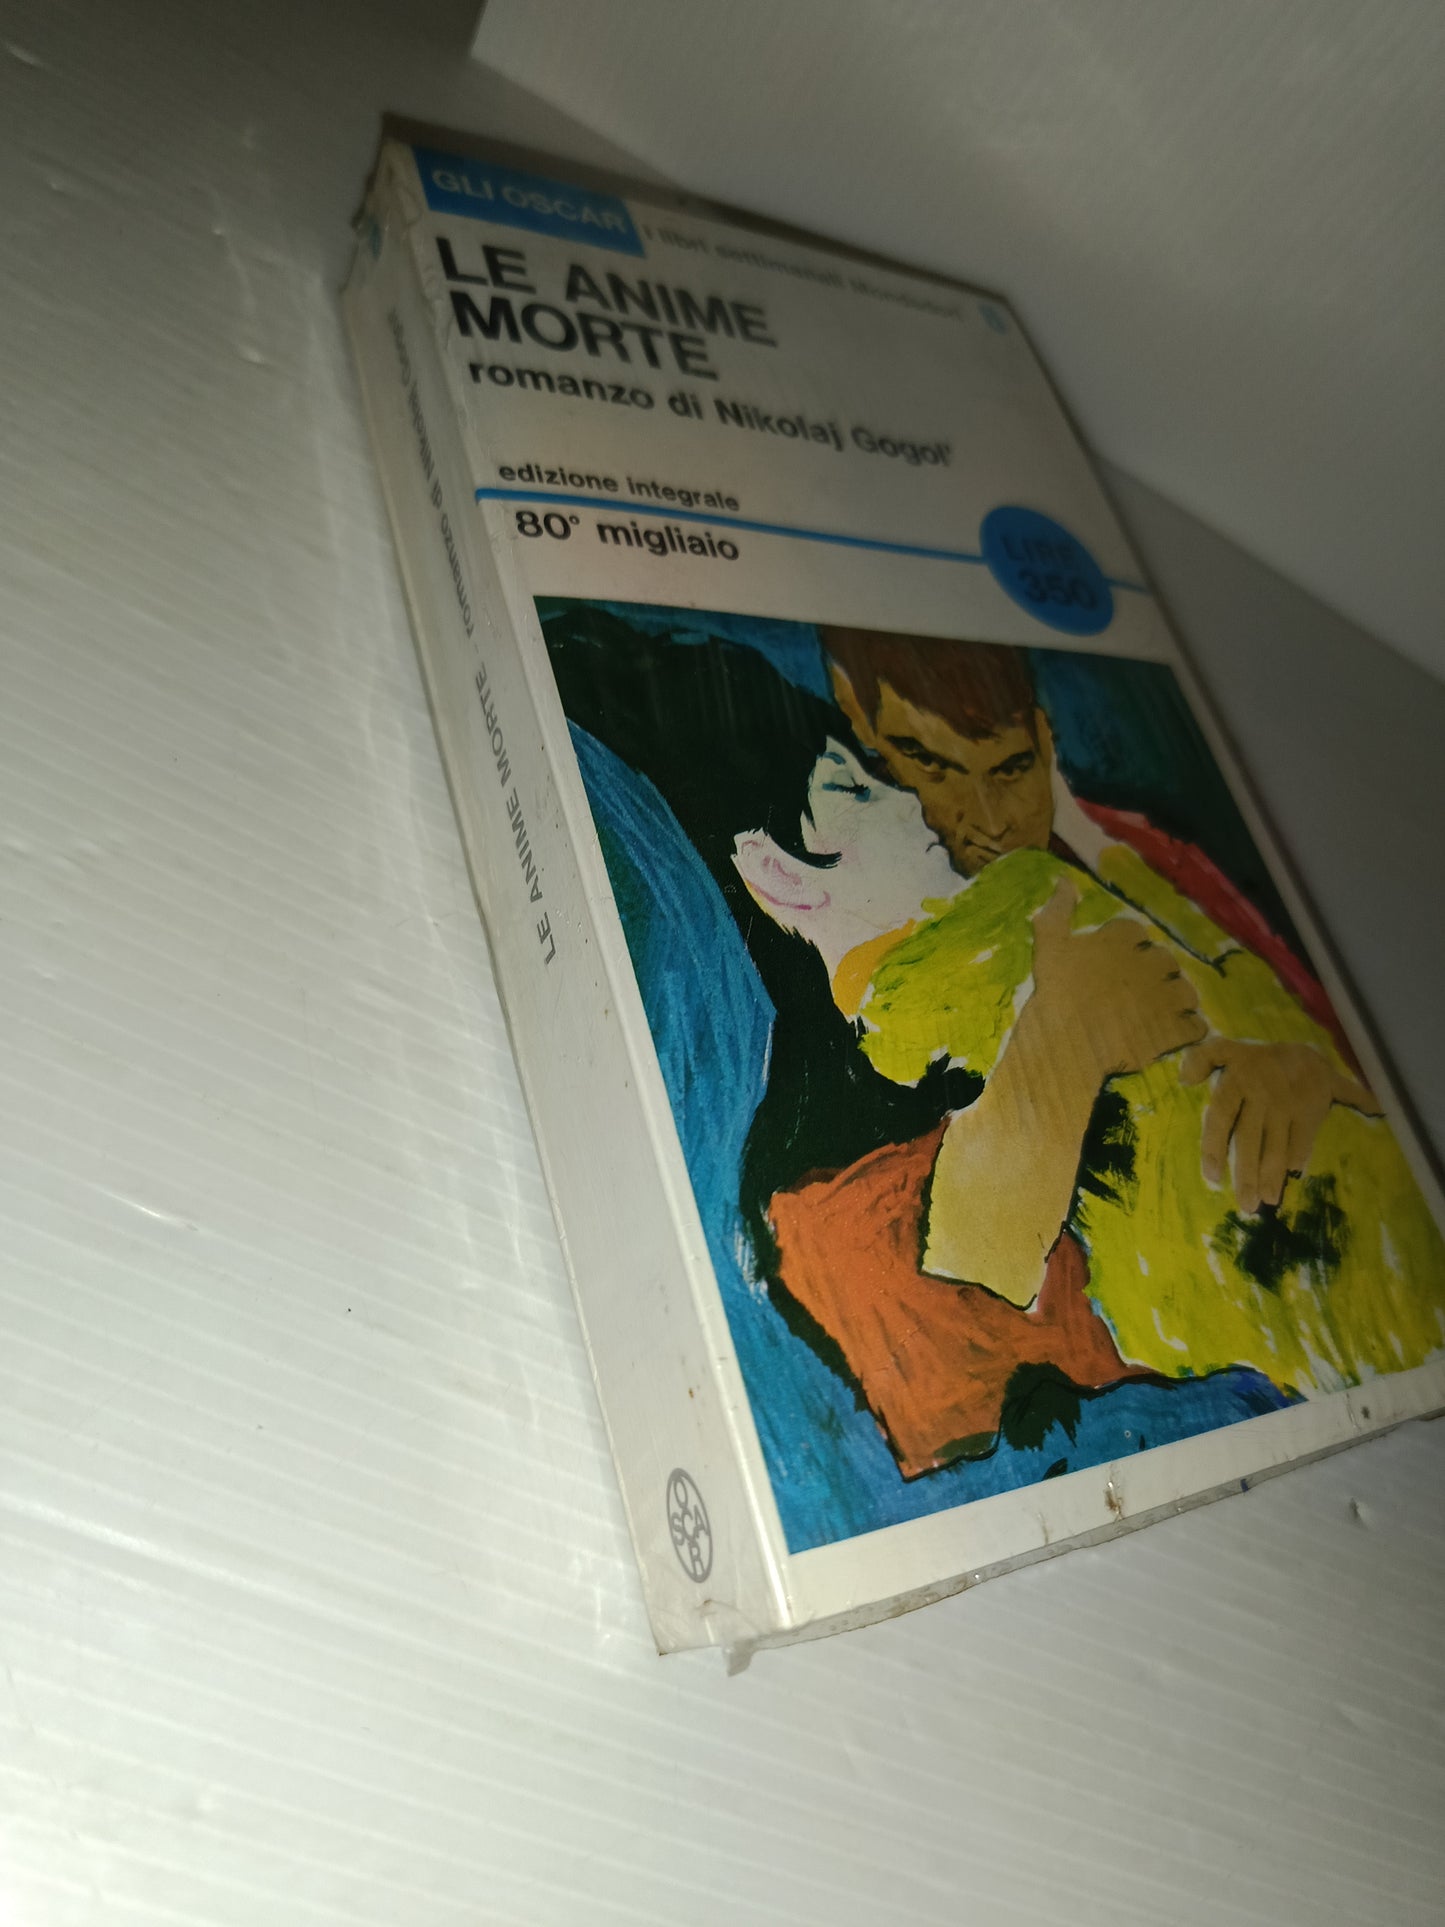 GLI OSCAR i libri settimanali Mondadori
LE ANIME
MORTE
romanzo di Nikolaj Gogol'
edizione integrale
80° migliaio
LIRE
350
LE ANIME MORTE - romanzo di Nikolaj Gogol'
OSCAR